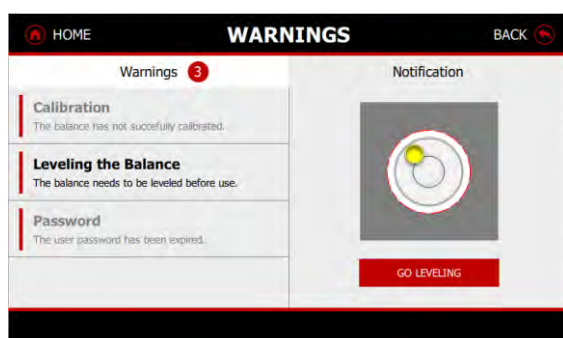 HOME
WARNINGS
BACK
Warnings 3
Notification
Calibration
The balance has not succefully calibrated.
Leveling the Balance
The balance needs to be leveled before use.
Password
The user password has been expired.
GO LEVELING